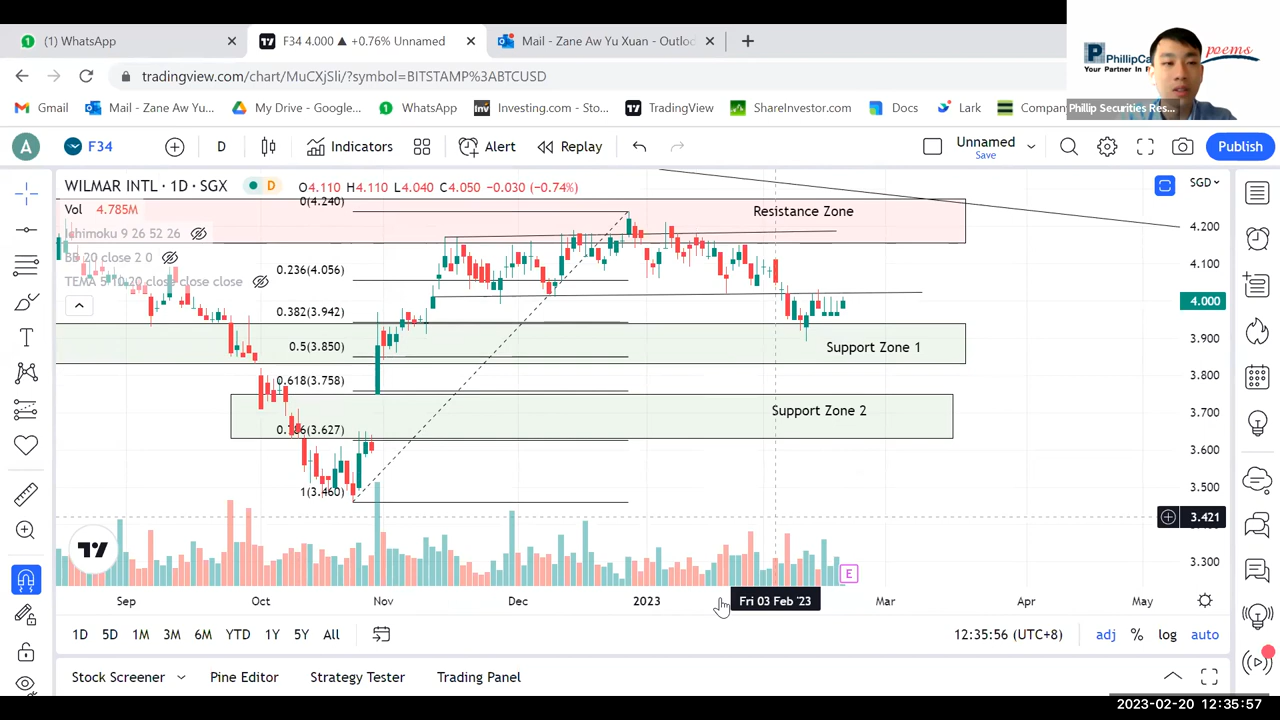 (1) WhatsApp
F34 4.000 ▲ +0.76% Unnamed
Mail - Zane Aw Yu Xuan - Outloo
tradingview.com/chart/MuCXjSli/?symbol=BITSTAMP%3ABTCUSD
PhillipCa
Your Partner In F
poems
Phillip Securities Res...
Gmail
Mail - Zane Aw Yu...
My Drive - Google...
WhatsApp
Investing.com - Sto...
TradingView
ShareInvestor.com
Docs
Lark
Compan
A
F34
D
Indicators
Alert
Replay
Unnamed
Save
Publish
WILMAR INTL · 1D · SGX
D
O4.110 H4.110 L4.040 C4.050 -0.030 (-0.74%)
SGD
Vol 4.785M
Ichimoku 9 26 52 26
BB 20 close 2 0
TEMA 5 10 20 close close close
0(4.240)
0.236(4.056)
0.382(3.942)
0.5(3.850)
0.618(3.758)
0.786(3.627)
1(3.460)
Resistance Zone
Support Zone 1
Support Zone 2
4.200
4.100
4.000
3.900
3.800
3.700
3.600
3.500
3.421
3.300
E
Sep
Oct
Nov
Dec
2023
Fri 03 Feb '23
Mar
Apr
May
1D 5D 1M 3M 6M YTD 1Y 5Y All
12:35:56 (UTC+8)
adj % log auto
Stock Screener
Pine Editor
Strategy Tester
Trading Panel
2023-02-20 12:35:57